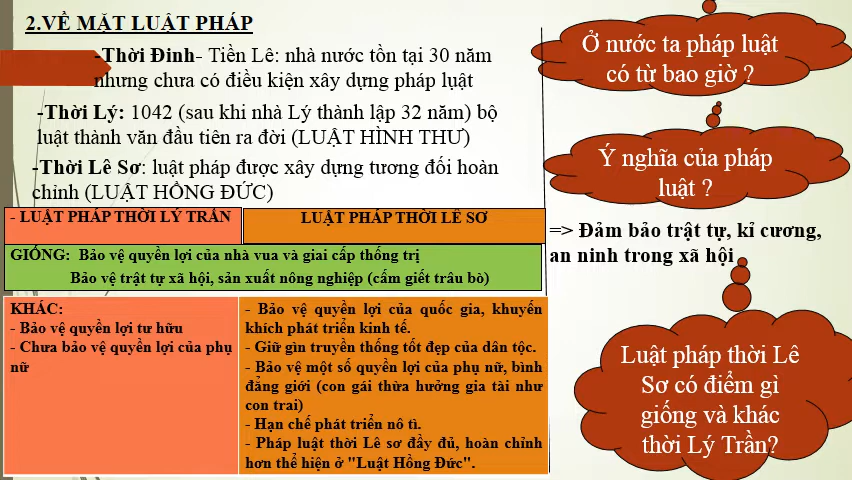 2.VỀ MẶT LUẬT PHÁP
-Thời Đinh- Tiền Lê: nhà nước tồn tại 30 năm
nhưng chưa có điều kiện xây dựng pháp luật
-Thời Lý: 1042 (sau khi nhà Lý thành lập 32 năm) bộ
luật thành văn đầu tiên ra đời (LUẬT HÌNH THƯ)
-Thời Lê Sơ: luật pháp được xây dựng tương đối hoàn
chỉnh (LUẬT HỒNG ĐỨC)
- LUẬT PHÁP THỜI LÝ TRẦN
LUẬT PHÁP THỜI LÊ SƠ
GIỐNG: Bảo vệ quyền lợi của nhà vua và giai cấp thống trị
Bảo vệ trật tự xã hội, sản xuất nông nghiệp (cấm giết trâu bò)
KHÁC:
- Bảo vệ quyền lợi tư hữu
- Chưa bảo vệ quyền lợi của phụ
nữ
- Bảo vệ quyền lợi của quốc gia, khuyến
khích phát triển kinh tế.
- Giữ gìn truyền thống tốt đẹp của dân tộc.
- Bảo vệ một số quyền lợi của phụ nữ, bình
đẳng giới (con gái thừa hưởng gia tài như
con trai)
- Hạn chế phát triển nô tì.
- Pháp luật thời Lê sơ đầy đủ, hoàn chỉnh
hơn thể hiện ở "Luật Hồng Đức".
Ở nước ta pháp luật
có từ bao giờ ?
Ý nghĩa của pháp
luật ?
=> Đảm bảo trật tự, kỉ cương,
an ninh trong xã hội
Luật pháp thời Lê
Sơ có điểm gì
giống và khác
thời Lý Trần?